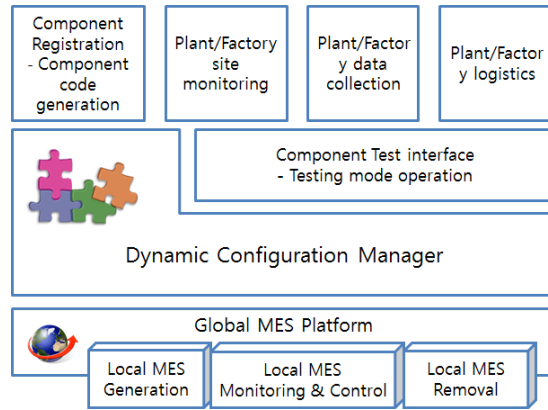 Component
Registration
- Component
code
generation
Plant/Factory
site
monitoring
Plant/Factor
y data
collection
Plant/Factor
y logistics
Component Test interface
- Testing mode operation
Dynamic Configuration Manager
Global MES Platform
Local MES
Generation
Local MES
Monitoring & Control
Local MES
Removal